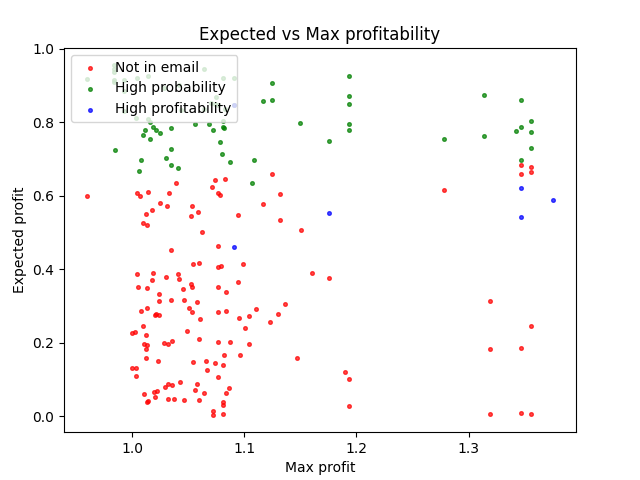 Expected vs Max profitability
Not in email
High probability
High profitability
Expected profit
1.0
0.8
0.6
0.4
0.2
0.0
1.0 1.1 1.2 1.3
Max profit